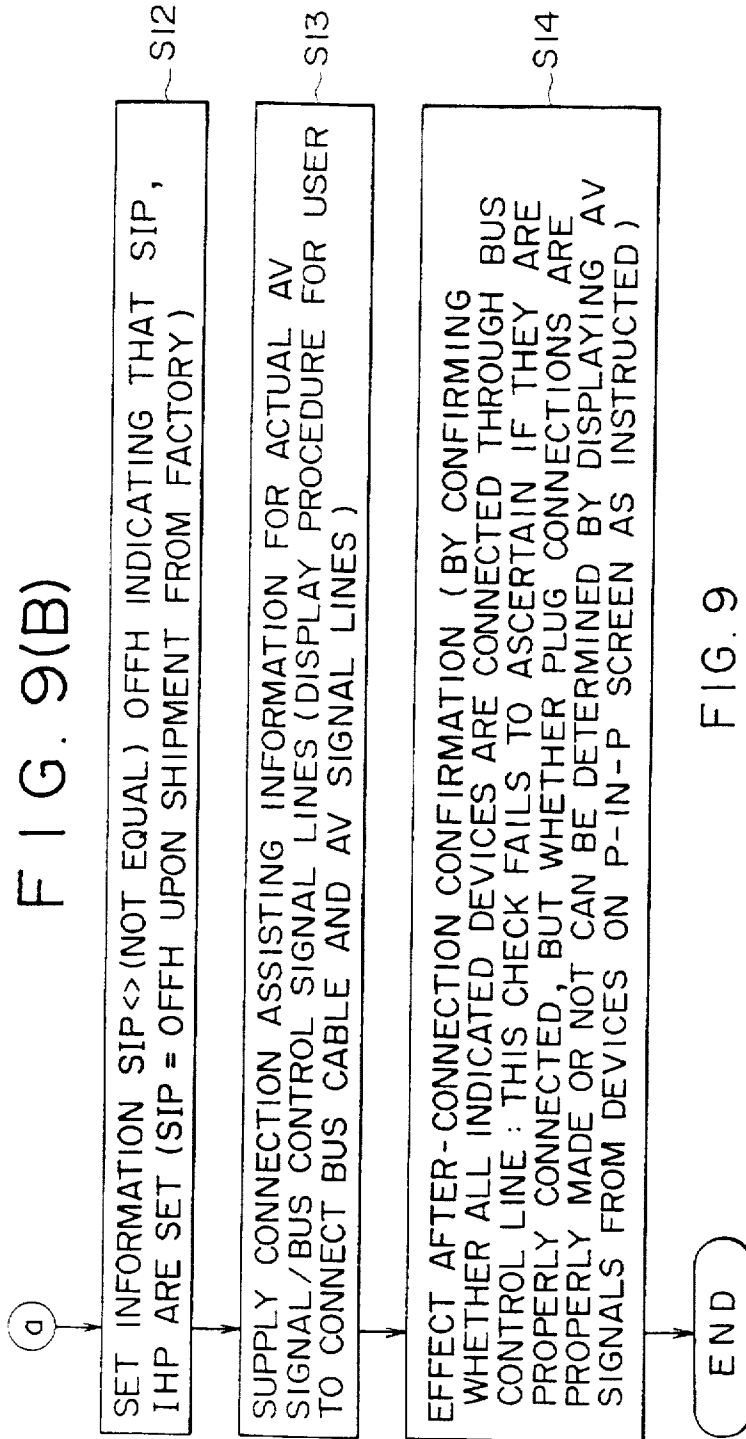 FIG. 9(B)
a
SET INFORMATION SIP<>(NOT EQUAL) OFFH INDICATING THAT SIP,
IHP ARE SET (SIP = OFFH UPON SHIPMENT FROM FACTORY)
S12
SUPPLY CONNECTION ASSISTING INFORMATION FOR ACTUAL AV
SIGNAL/BUS CONTROL SIGNAL LINES (DISPLAY PROCEDURE FOR USER
TO CONNECT BUS CABLE AND AV SIGNAL LINES)
S13
EFFECT AFTER-CONNECTION CONFIRMATION (BY CONFIRMING
WHETHER ALL INDICATED DEVICES ARE CONNECTED THROUGH BUS
CONTROL LINE : THIS CHECK FAILS TO ASCERTAIN IF THEY ARE
PROPERLY CONNECTED, BUT WHETHER PLUG CONNECTIONS ARE
PROPERLY MADE OR NOT CAN BE DETERMINED BY DISPLAYING AV
SIGNALS FROM DEVICES ON P-IN-P SCREEN AS INSTRUCTED)
S14
END
FIG. 9